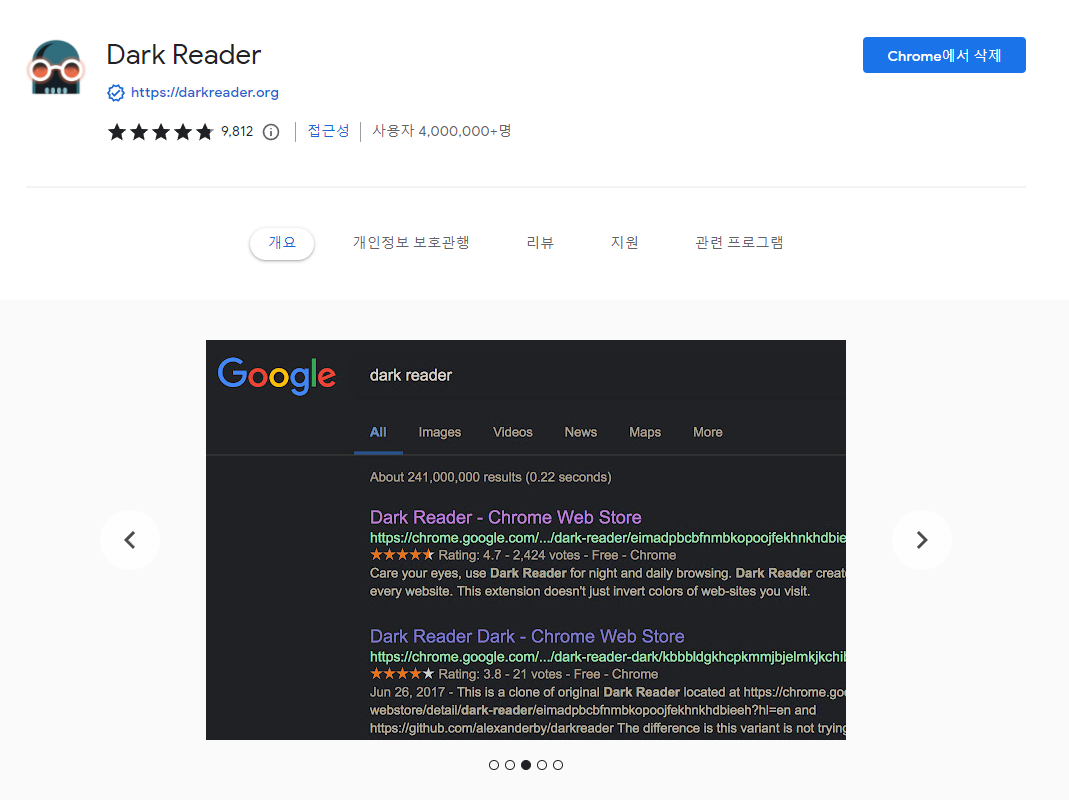 Dark Reader
Chrome에서 삭제
https://darkreader.org
9,812
접근성
사용자 4,000,000+명
개요 개인정보 보호관행 리뷰 지원 관련 프로그램
Google dark reader
All Images Videos News Maps More
About 241,000,000 results (0.22 seconds)
Dark Reader - Chrome Web Store
https://chrome.google.com/.../dark-reader/eimadpbcbfnmbkopoojfekhnkhdbie
Rating: 4.7 - 2,424 votes - Free - Chrome
Care your eyes, use Dark Reader for night and daily browsing. Dark Reader create
every website. This extension doesn't just invert colors of web-sites you visit.
Dark Reader Dark - Chrome Web Store
https://chrome.google.com/.../dark-reader-dark/kbbbldgkhcpkmmjbjelmkjkchib
Rating: 3.8 - 21 votes - Free - Chrome
Jun 26, 2017 - This is a clone of original Dark Reader located at https://chrome.goo
webstore/detail/dark-reader/eimadpbcbfnmbkopoojfekhnkhdbieeh?hl=en and
https://github.com/alexanderby/darkreader The difference is this variant is not trying